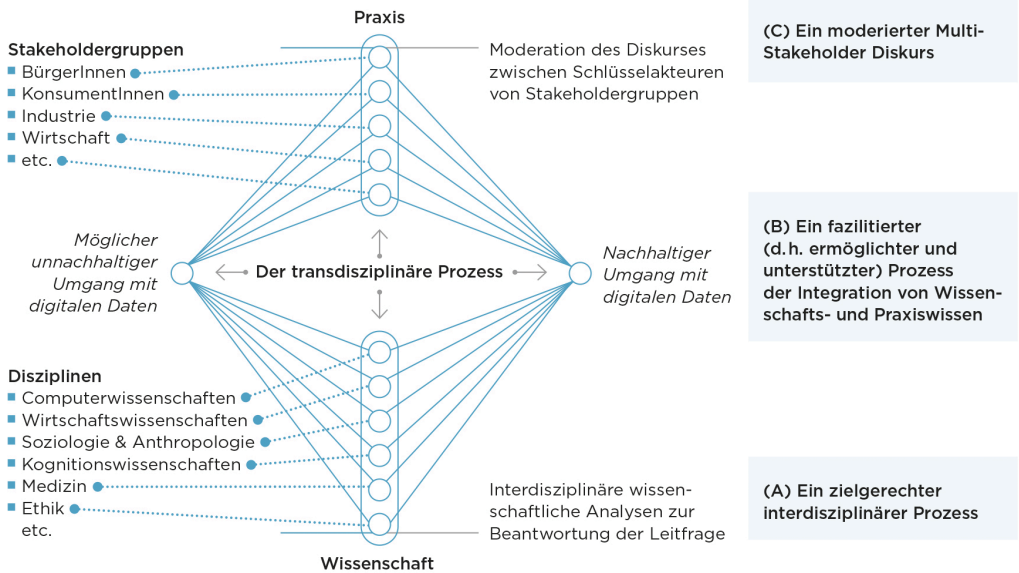 Praxis
Stakeholdergruppen
BürgerInnen
KonsumentInnen
Industrie
Wirtschaft
etc.
Moderation des Diskurses
zwischen Schlüsselakteuren
von Stakeholdergruppen
(C) Ein moderierter Multi-
Stakeholder Diskurs
Möglicher
unnachhaltiger
Umgang mit
digitalen Daten
Der transdisziplinäre Prozess
Nachhaltiger
Umgang mit
digitalen Daten
(B) Ein fazilitierter
(d. h. ermöglichter und
unterstützter) Prozess
der Integration von Wissen-
schafts- und Praxiswissen
Disziplinen
Computerwissenschaften
Wirtschaftswissenschaften
Soziologie & Anthropologie
Kognitionswissenschaften
Medizin
Ethik
etc.
Interdisziplinäre wissen-
schaftliche Analysen zur
Beantwortung der Leitfrage
(A) Ein zielgerechter
interdisziplinärer Prozess
Wissenschaft